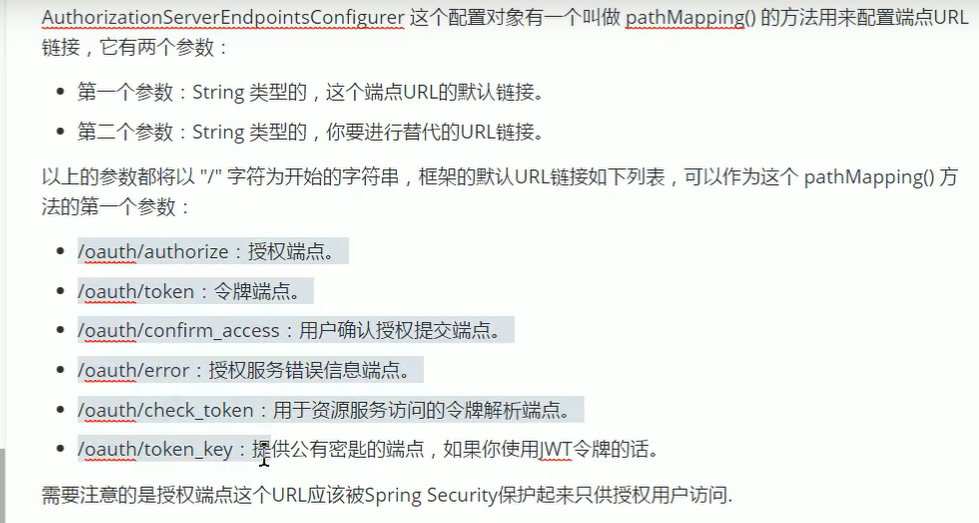 AuthorizationServerEndpointsConfigurer 这个配置对象有一个叫做 pathMapping() 的方法用来配置端点URL
链接，它有两个参数：
• 第一个参数：String 类型的，这个端点URL的默认链接。
• 第二个参数：String 类型的，你要进行替代的URL链接。
以上的参数都将以 "/" 字符为开始的字符串，框架的默认URL链接如下列表，可以作为这个 pathMapping() 方
法的第一个参数：
• /oauth/authorize：授权端点。
• /oauth/token：令牌端点。
• /oauth/confirm_access：用户确认授权提交端点。
• /oauth/error：授权服务错误信息端点。
• /oauth/check_token：用于资源服务访问的令牌解析端点。
• /oauth/token_key：提供公有密匙的端点，如果你使用JWT令牌的话。
需要注意的是授权端点这个URL应该被Spring Security保护起来只供授权用户访问.